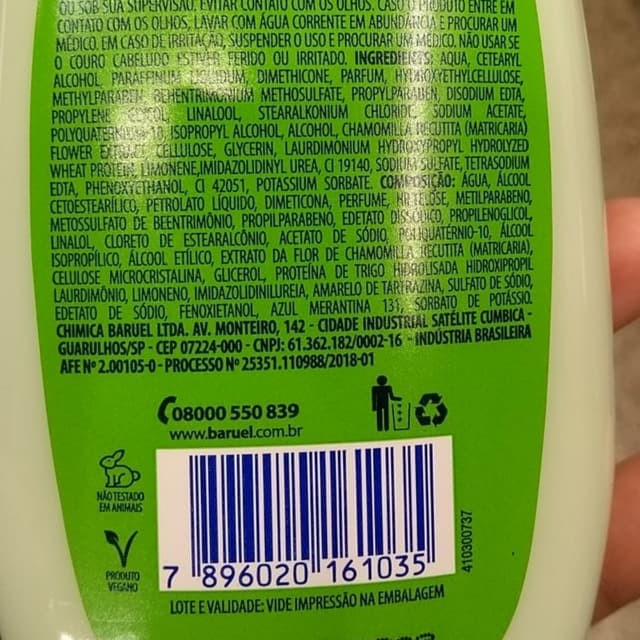 OU SOB SUA SUPERVISÃO. EVITAR CONTATO COM OS OLHOS. CASO O PRODUTO ENTRE EM
CONTATO COM OS OLHOS, LAVAR COM ÁGUA CORRENTE EM ABUNDÂNCIA E PROCURAR UM
MÉDICO. EM CASO DE IRRITAÇÃO, SUSPENDER O USO E PROCURAR UM MÉDICO. NÃO USAR SE
O COURO CABELUDO ESTIVER FERIDO OU IRRITADO. INGREDIENTS: AQUA, CETEARYL
ALCOHOL, PARAFFINUM LIQUIDUM, DIMETHICONE, PARFUM, HYDROXYETHYLCELLULOSE,
METHYLPARABEN, BEHENTRIMONIUM METHOSULFATE, PROPYLPARABEN, DISODIUM EDTA,
PROPYLENE GLYCOL, LINALOOL, STEARALKONIUM CHLORIDE, SODIUM ACETATE,
POLYQUATERNIUM-10, ISOPROPYL ALCOHOL, ALCOHOL, CHAMOMILLA RECUTITA (MATRICARIA)
FLOWER EXTRACT, CELLULOSE, GLYCERIN, LAURDIMONIUM HYDROXYPROPYL HYDROLYZED
WHEAT PROTEIN, LIMONENE, IMIDAZOLIDINYL UREA, CI 19140, SODIUM SULFATE, TETRASODIUM
EDTA, PHENOXYETHANOL, CI 42051, POTASSIUM SORBATE. COMPOSIÇÃO: ÁGUA, ÁLCOOL
CETOESTEARÍLICO, PETROLATO LÍQUIDO, DIMETICONA, PERFUME, HIETELOSE, METILPARABENO,
METOSSULFATO DE BEENTRIMÔNIO, PROPILPARABENO, EDETATO DISSÓDICO, PROPILENOGLICOL,
LINALOL, CLORETO DE ESTEARALCÔNIO, ACETATO DE SÓDIO, POLIQUATÉRNIO-10, ÁLCOOL
ISOPROPÍLICO, ÁLCOOL ETÍLICO, EXTRATO DA FLOR DE CHAMOMILLA RECUTITA (MATRICARIA),
CELULOSE MICROCRISTALINA, GLICEROL, PROTEÍNA DE TRIGO HIDROLISADA HIDROXIPROPIL
LAURDIMÔNIO, LIMONENO, IMIDAZOLIDINILUREIA, AMARELO DE TARTRAZINA, SULFATO DE SÓDIO,
EDETATO DE SÓDIO, FENOXIETANOL, AZUL MERANTINA 131, SORBATO DE POTÁSSIO.
CHIMICA BARUEL LTDA. AV. MONTEIRO, 142 - CIDADE INDUSTRIAL SATÉLITE CUMBICA -
GUARULHOS/SP - CEP 07224-000 - CNPJ: 61.362.182/0002-16 - INDÚSTRIA BRASILEIRA
AFE Nº 2.00105-0 - PROCESSO Nº 25351.110988/2018-01
08000 550 839
www.baruel.com.br
NÃO TESTADO
EM ANIMAIS
PRODUTO
VEGANO
7 896020 161035
410300737
LOTE E VALIDADE: VIDE IMPRESSÃO NA EMBALAGEM